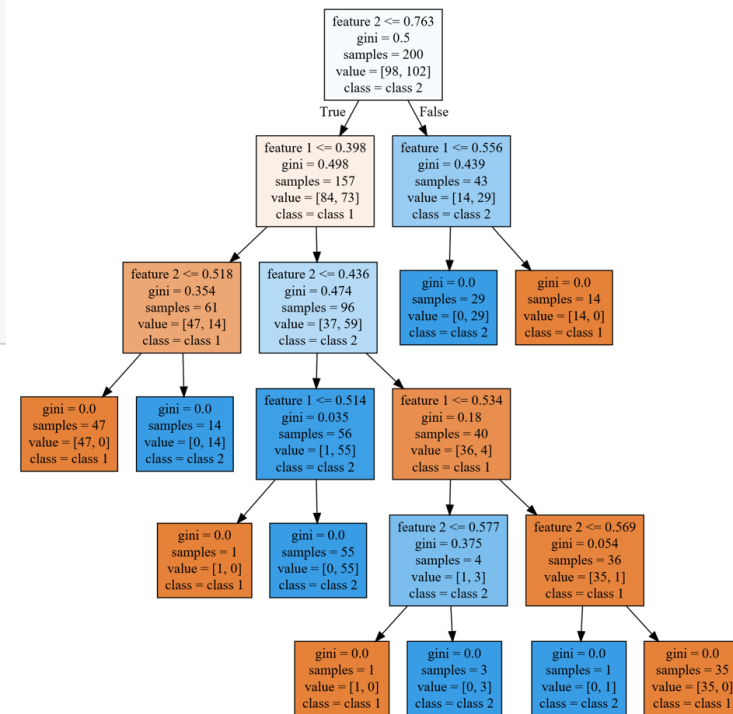 feature 2 <= 0.763
gini = 0.5
samples = 200
value = [98, 102]
class = class 2
True
False
feature 1 <= 0.398
gini = 0.498
samples = 157
value = [84, 73]
class = class 1
feature 1 <= 0.556
gini = 0.439
samples = 43
value = [14, 29]
class = class 2
feature 2 <= 0.518
gini = 0.354
samples = 61
value = [47, 14]
class = class 1
feature 2 <= 0.436
gini = 0.474
samples = 96
value = [37, 59]
class = class 2
gini = 0.0
samples = 29
value = [0, 29]
class = class 2
gini = 0.0
samples = 14
value = [14, 0]
class = class 1
gini = 0.0
samples = 47
value = [47, 0]
class = class 1
gini = 0.0
samples = 14
value = [0, 14]
class = class 2
feature 1 <= 0.514
gini = 0.035
samples = 56
value = [1, 55]
class = class 2
feature 1 <= 0.534
gini = 0.18
samples = 40
value = [36, 4]
class = class 1
gini = 0.0
samples = 1
value = [1, 0]
class = class 1
gini = 0.0
samples = 55
value = [0, 55]
class = class 2
feature 2 <= 0.577
gini = 0.375
samples = 4
value = [1, 3]
class = class 2
feature 2 <= 0.569
gini = 0.054
samples = 36
value = [35, 1]
class = class 1
gini = 0.0
samples = 1
value = [1, 0]
class = class 1
gini = 0.0
samples = 3
value = [0, 3]
class = class 2
gini = 0.0
samples = 1
value = [0, 1]
class = class 2
gini = 0.0
samples = 35
value = [35, 0]
class = class 1